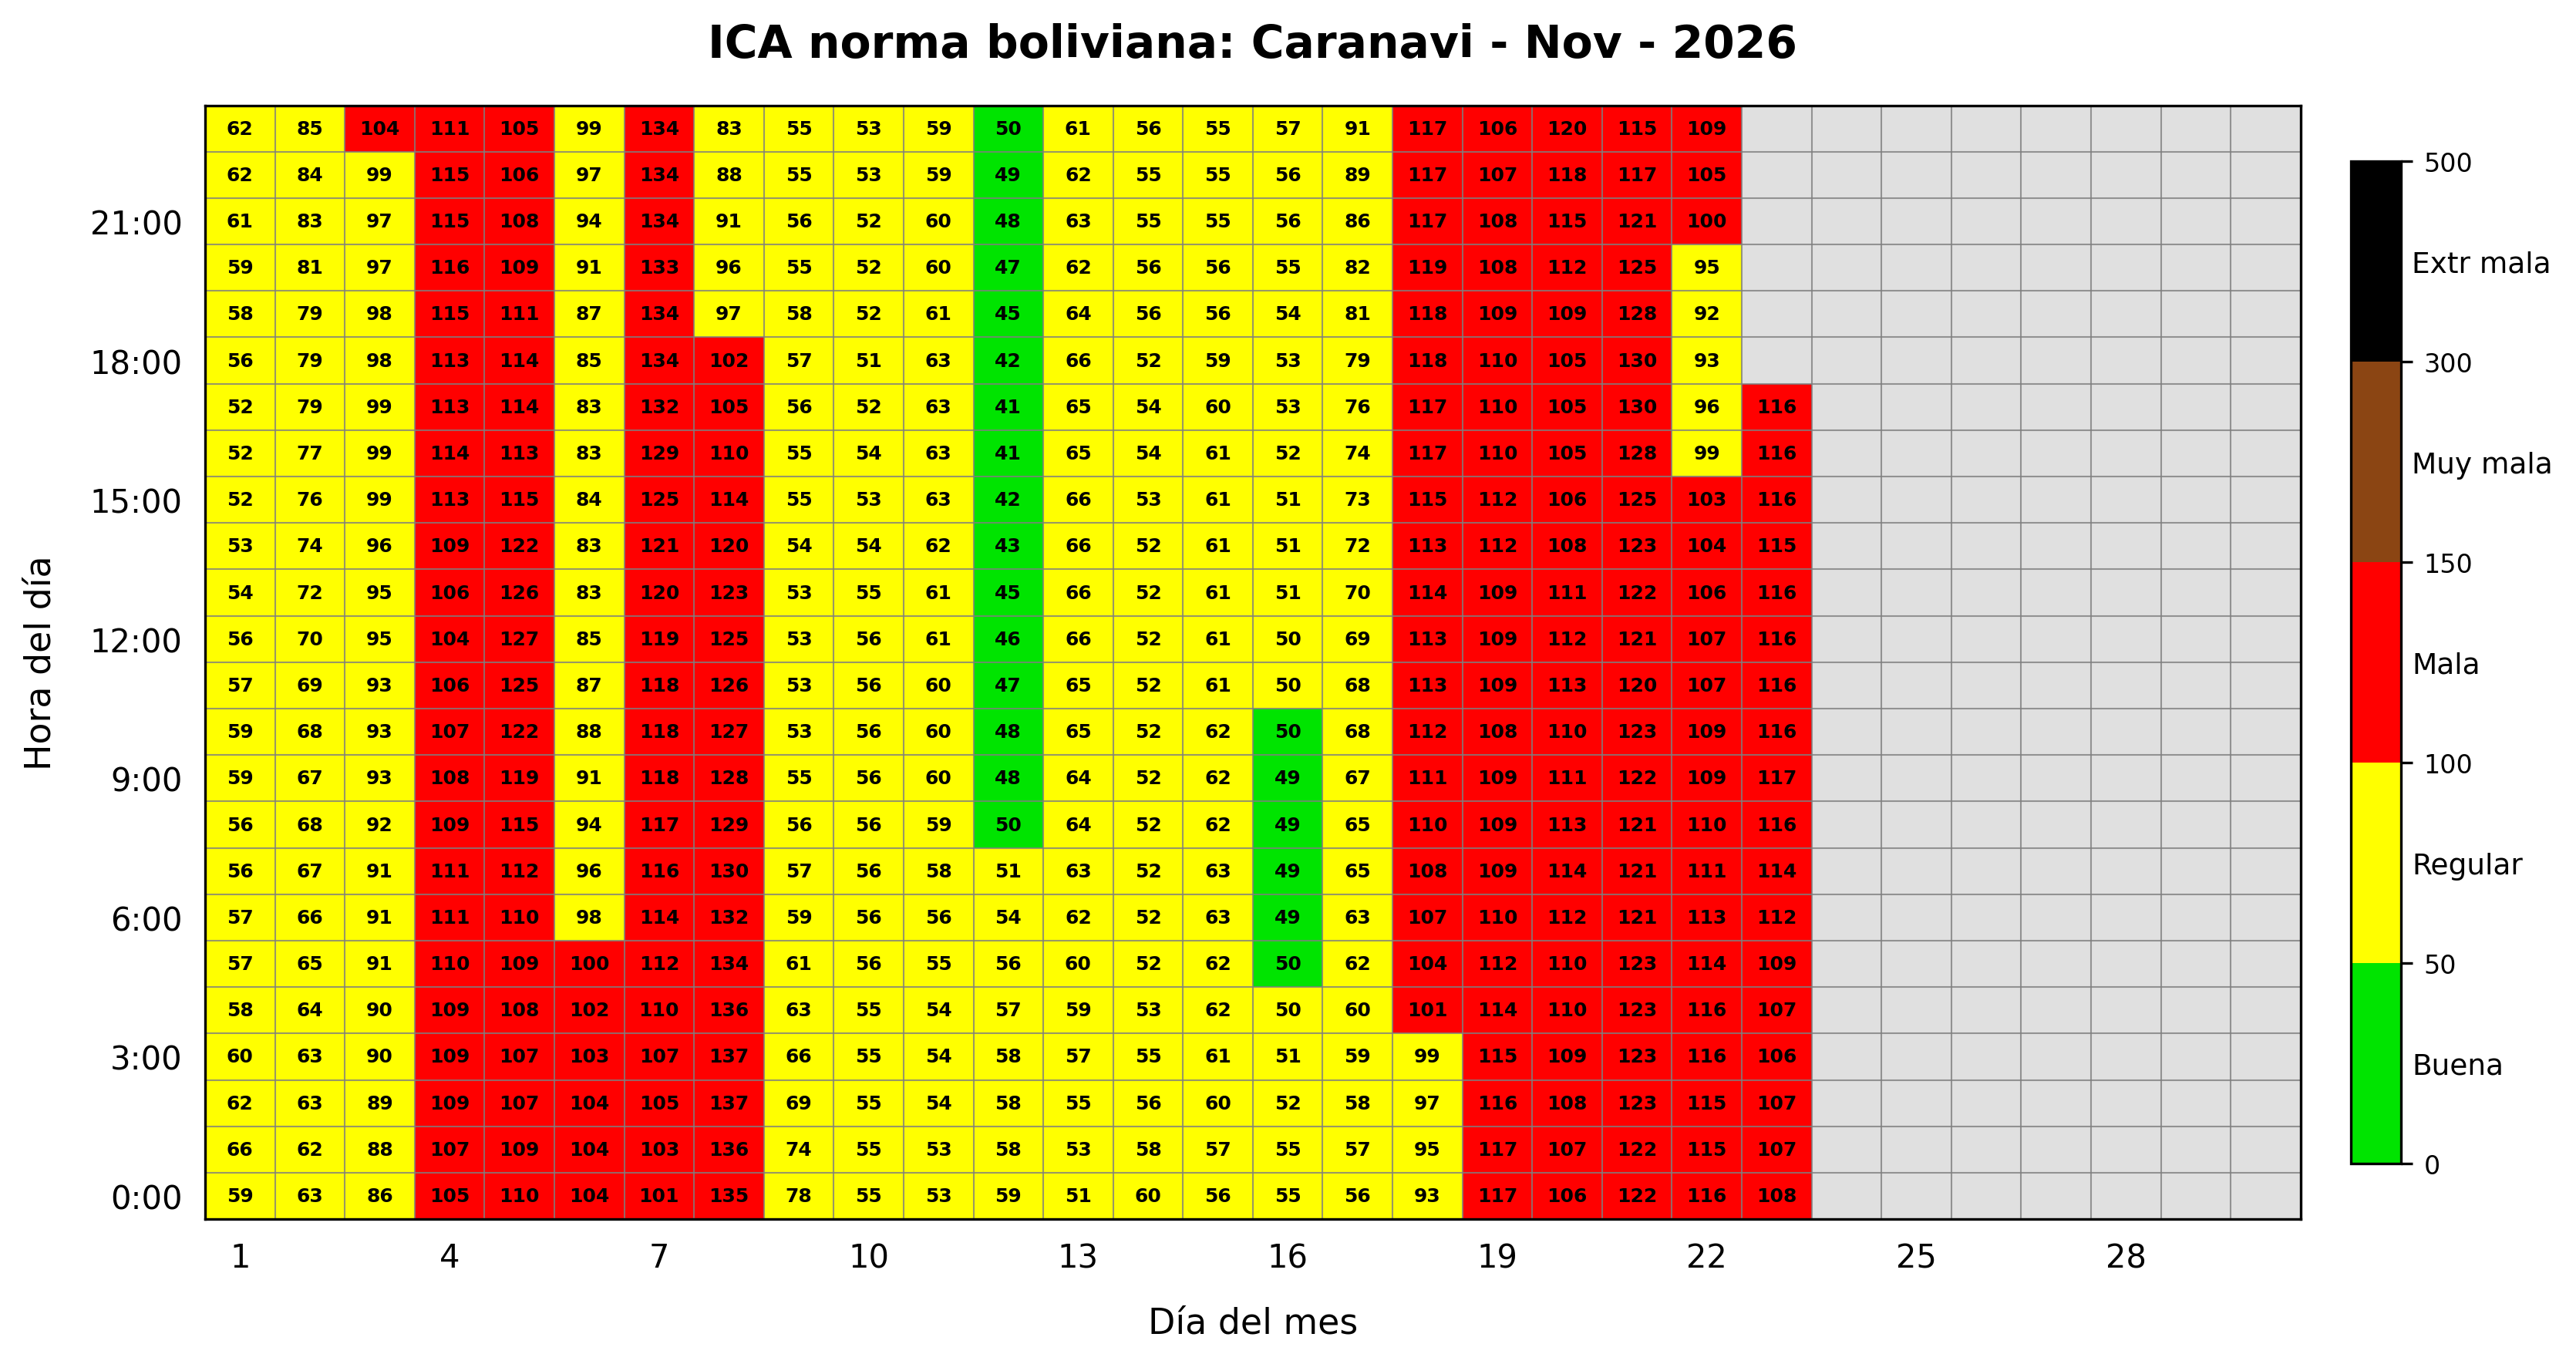 ICA norma boliviana: Caranavi - Nov - 2026
62 85 104 111 105 99 134 83 55 53 59 50 61 56 55 57 91 117 106 120 115 109
62 84 99 115 106 97 134 88 55 53 59 49 62 55 55 56 89 117 107 118 117 105
21:00 61 83 97 115 108 94 134 91 56 52 60 48 63 55 55 56 86 117 108 115 121 100
59 81 97 116 109 91 133 96 55 52 60 47 62 56 56 55 82 119 108 112 125 95
58 79 98 115 111 87 134 97 58 52 61 45 64 56 56 54 81 118 109 109 128 92
18:00 56 79 98 113 114 85 134 102 57 51 63 42 66 52 59 53 79 118 110 105 130 93
52 79 99 113 114 83 132 105 56 52 63 41 65 54 60 53 76 117 110 105 130 96 116
52 77 99 114 113 83 129 110 55 54 63 41 65 54 61 52 74 117 110 105 128 99 116
15:00 52 76 99 113 115 84 125 114 55 53 63 42 66 53 61 51 73 115 112 106 125 103 116
53 74 96 109 122 83 121 120 54 54 62 43 66 52 61 51 72 113 112 108 123 104 115
54 72 95 106 126 83 120 123 53 55 61 45 66 52 61 51 70 114 109 111 122 106 116
12:00 56 70 95 104 127 85 119 125 53 56 61 46 66 52 61 50 69 113 109 112 121 107 116
57 69 93 106 125 87 118 126 53 56 60 47 65 52 61 50 68 113 109 113 120 107 116
59 68 93 107 122 88 118 127 53 56 60 48 65 52 62 50 68 112 108 110 123 109 116
9:00 59 67 93 108 119 91 118 128 55 56 60 48 64 52 62 49 67 111 109 111 122 109 117
56 68 92 109 115 94 117 129 56 56 59 50 64 52 62 49 65 110 109 113 121 110 116
56 67 91 111 112 96 116 130 57 56 58 51 63 52 63 49 65 108 109 114 121 111 114
6:00 57 66 91 111 110 98 114 132 59 56 56 54 62 52 63 49 63 107 110 112 121 113 112
57 65 91 110 109 100 112 134 61 56 55 56 60 52 62 50 62 104 112 110 123 114 109
58 64 90 109 108 102 110 136 63 55 54 57 59 53 62 50 60 101 114 110 123 116 107
3:00 60 63 90 109 107 103 107 137 66 55 54 58 57 55 61 51 59 99 115 109 123 116 106
62 63 89 109 107 104 105 137 69 55 54 58 55 56 60 52 58 97 116 108 123 115 107
66 62 88 107 109 104 103 136 74 55 53 58 53 58 57 55 57 95 117 107 122 115 107
0:00 59 63 86 105 110 104 101 135 78 55 53 59 51 60 56 55 56 93 117 106 122 116 108
1 4 7 10 13 16 19 22 25 28
Día del mes
Hora del día
500
Extr mala
300
Muy mala
150
Mala
100
Regular
50
Buena
0